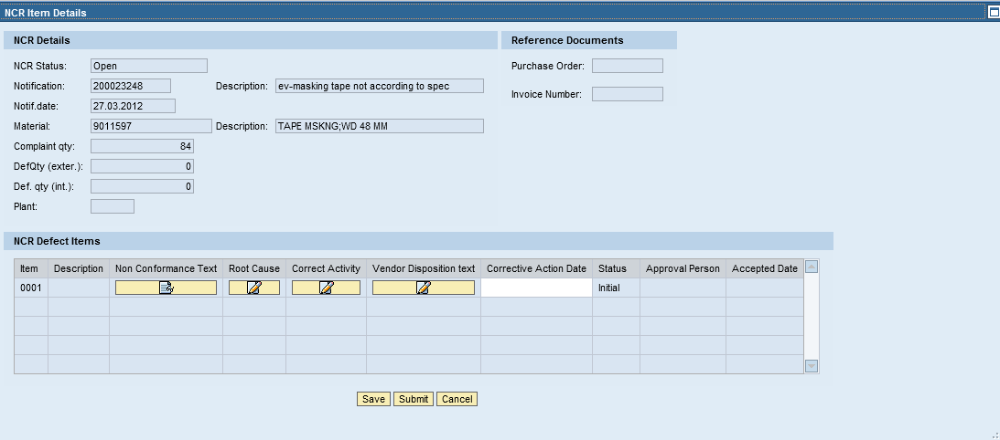 NCR Item Details
NCR Details
NCR Status: Open
Notification: 200023248 Description: ev-masking tape not according to spec
Notif.date: 27.03.2012
Material: 9011597 Description: TAPE MSKNG;WD 48 MM
Complaint qty: 84
DefQty (exter.): 0
Def. qty (int.): 0
Plant:
Reference Documents
Purchase Order:
Invoice Number:
NCR Defect Items
Item Description Non Conformance Text Root Cause Correct Activity Vendor Disposition text Corrective Action Date Status Approval Person Accepted Date
0001 Initial
Save Submit Cancel